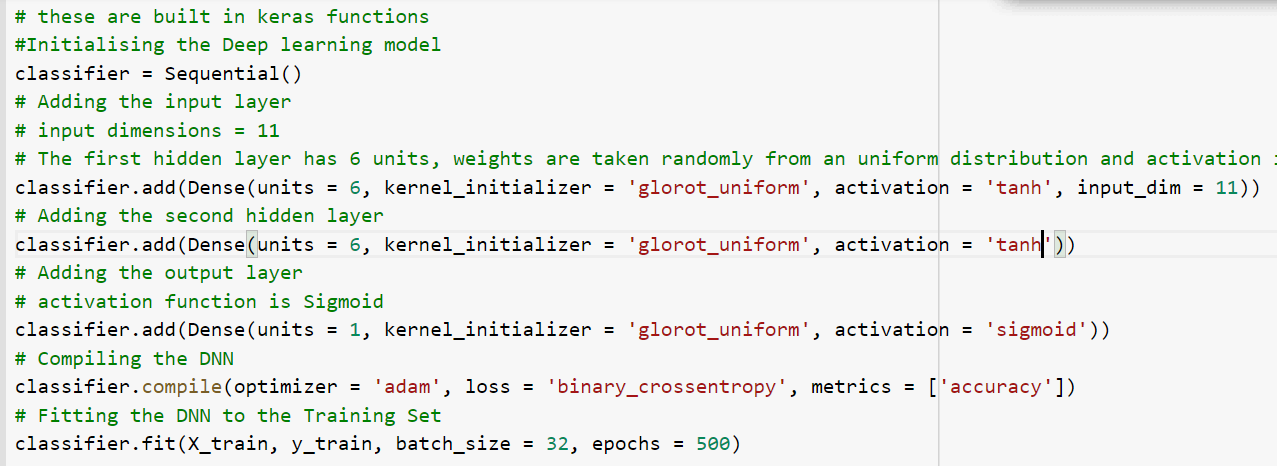 # these are built in keras functions
#Initialising the Deep learning model
classifier = Sequential()
# Adding the input layer
# input dimensions = 11
# The first hidden layer has 6 units, weights are taken randomly from an uniform distribution and activation
classifier.add(Dense(units = 6, kernel_initializer = 'glorot_uniform', activation = 'tanh', input_dim = 11))
# Adding the second hidden layer
classifier.add(Dense(units = 6, kernel_initializer = 'glorot_uniform', activation = 'tanh'))
# Adding the output layer
# activation function is Sigmoid
classifier.add(Dense(units = 1, kernel_initializer = 'glorot_uniform', activation = 'sigmoid'))
# Compiling the DNN
classifier.compile(optimizer = 'adam', loss = 'binary_crossentropy', metrics = ['accuracy'])
# Fitting the DNN to the Training Set
classifier.fit(X_train, y_train, batch_size = 32, epochs = 500)